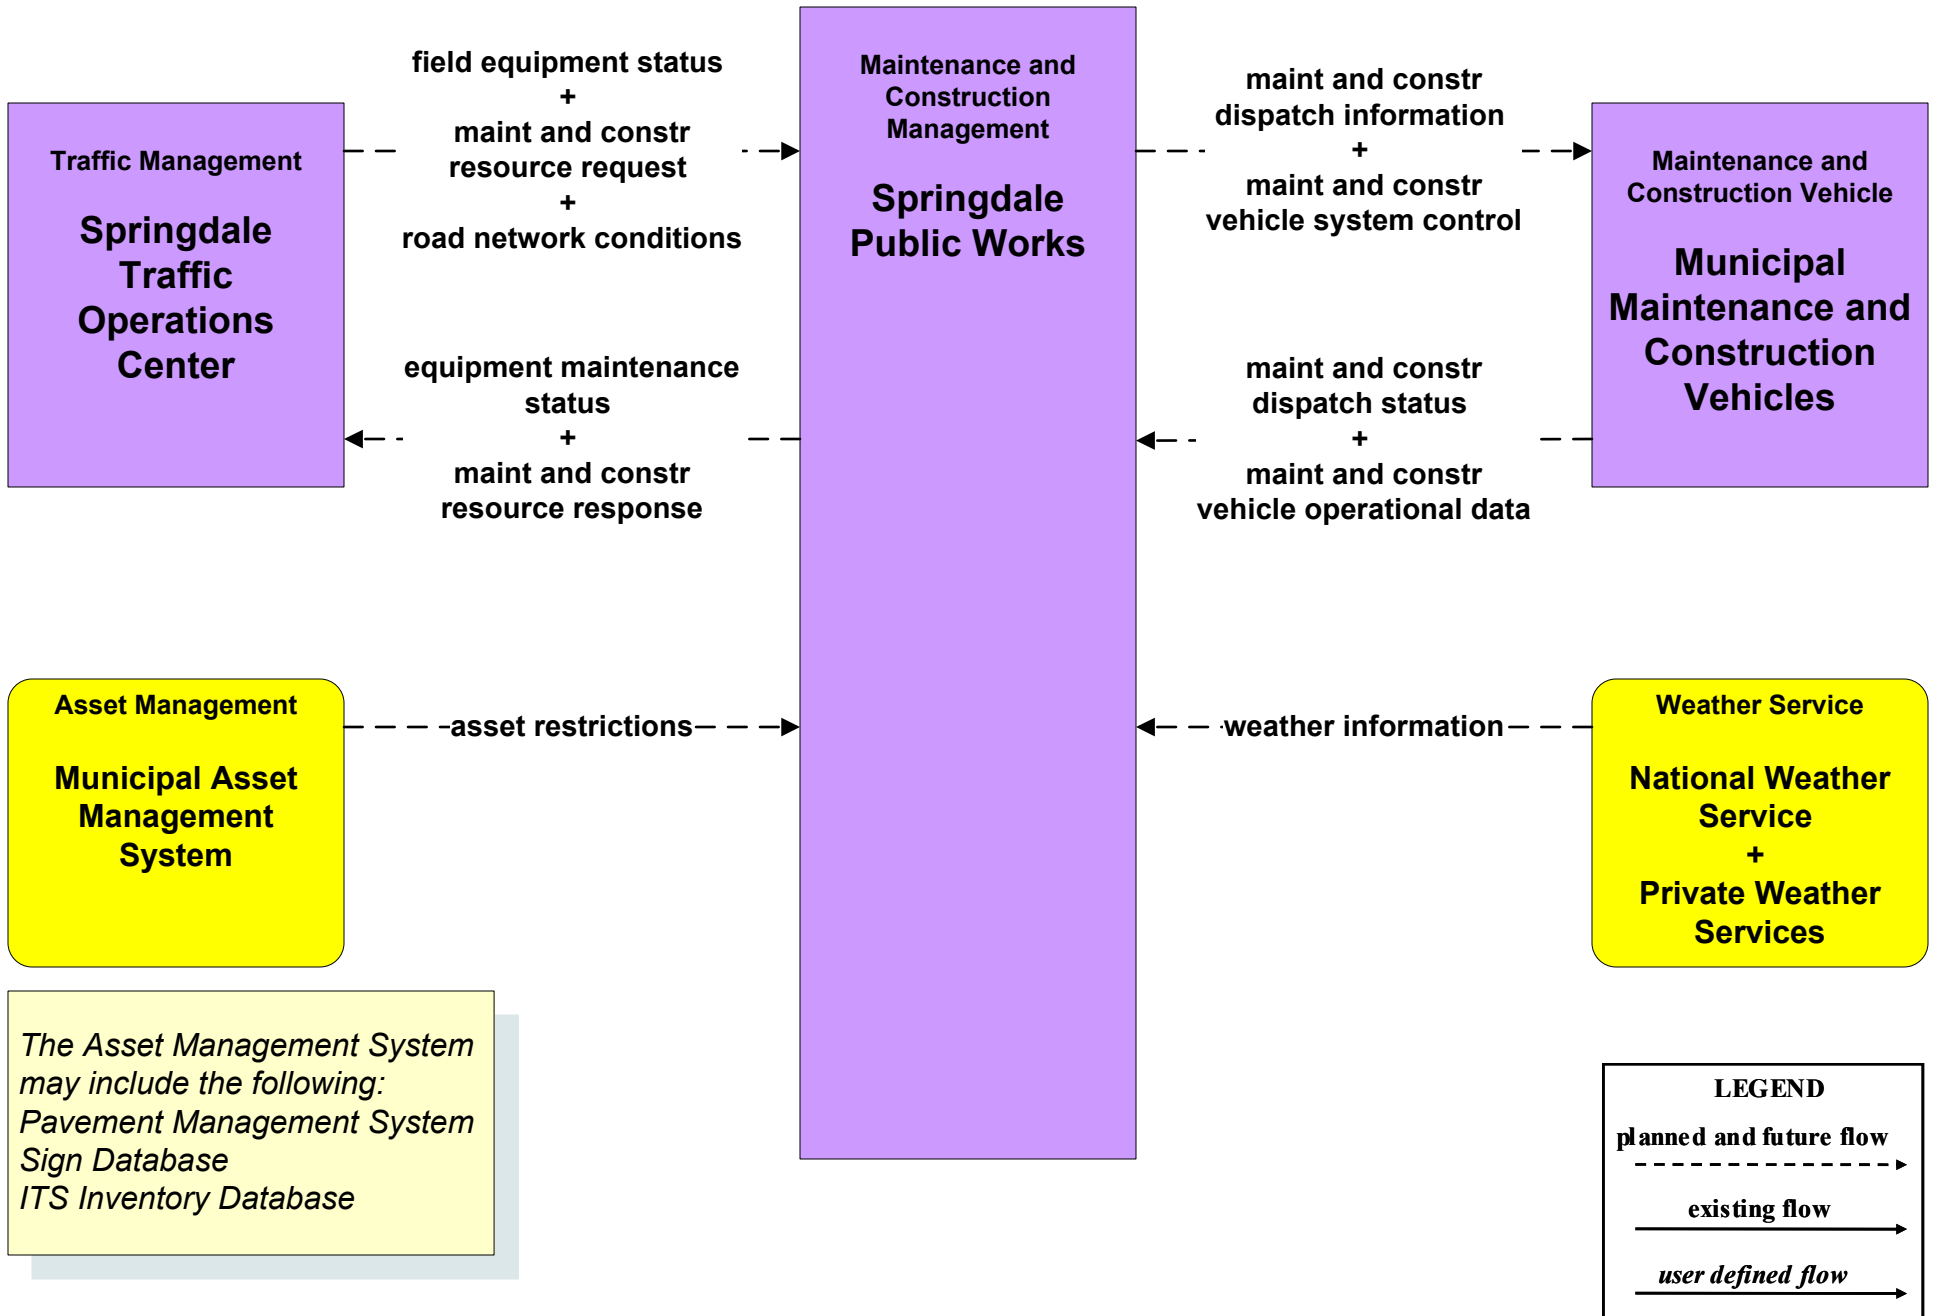 Traffic Management
Springdale
Traffic
Operations
Center
field equipment status
+
maint and constr
resource request
+
road network conditions
equipment maintenance
status
+
maint and constr
resource response
Maintenance and
Construction
Management
Springdale
Public Works
maint and constr
dispatch information
+
maint and constr
vehicle system control
maint and constr
dispatch status
+
maint and constr
vehicle operational data
Maintenance and
Construction Vehicle
Municipal
Maintenance and
Construction
Vehicles
Asset Management
Municipal Asset
Management
System
asset restrictions
weather information
Weather Service
National Weather
Service
+
Private Weather
Services
The Asset Management System
may include the following:
Pavement Management System
Sign Database
ITS Inventory Database
LEGEND
planned and future flow
existing flow
user defined flow